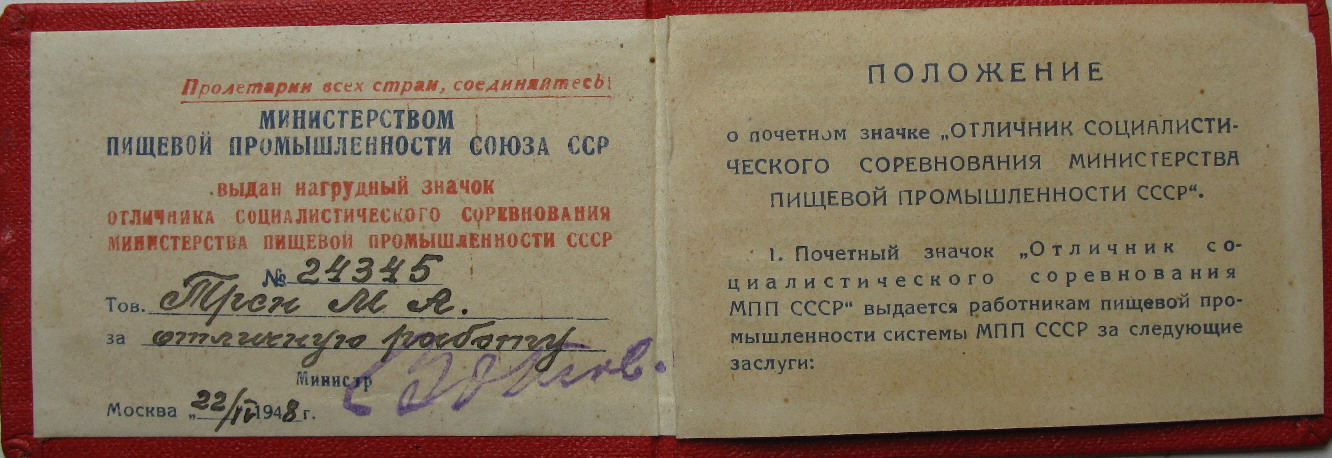 Пролетарии всех стран, соединяйтесь!
МИНИСТЕРСТВОМ
ПИЩЕВОЙ ПРОМЫШЛЕННОСТИ СОЮЗА ССР
выдан нагрудный значок
ОТЛИЧНИКА СОЦИАЛИСТИЧЕСКОГО СОРЕВНОВАНИЯ
МИНИСТЕРСТВА ПИЩЕВОЙ ПРОМЫШЛЕННОСТИ СССР
№ 24345
Тов. М А.
за отличную работу
Министр
Москва „22/IV 1948 г.
ПОЛОЖЕНИЕ
о почетном значке „ОТЛИЧНИК СОЦИАЛИСТИ-
ЧЕСКОГО СОРЕВНОВАНИЯ МИНИСТЕРСТВА
ПИЩЕВОЙ ПРОМЫШЛЕННОСТИ СССР“.
1. Почетный значок „Отличник со-
циалистического соревнования
МПП СССР“ выдается работникам пищевой про-
мышленности системы МПП СССР за следующие
заслуги: